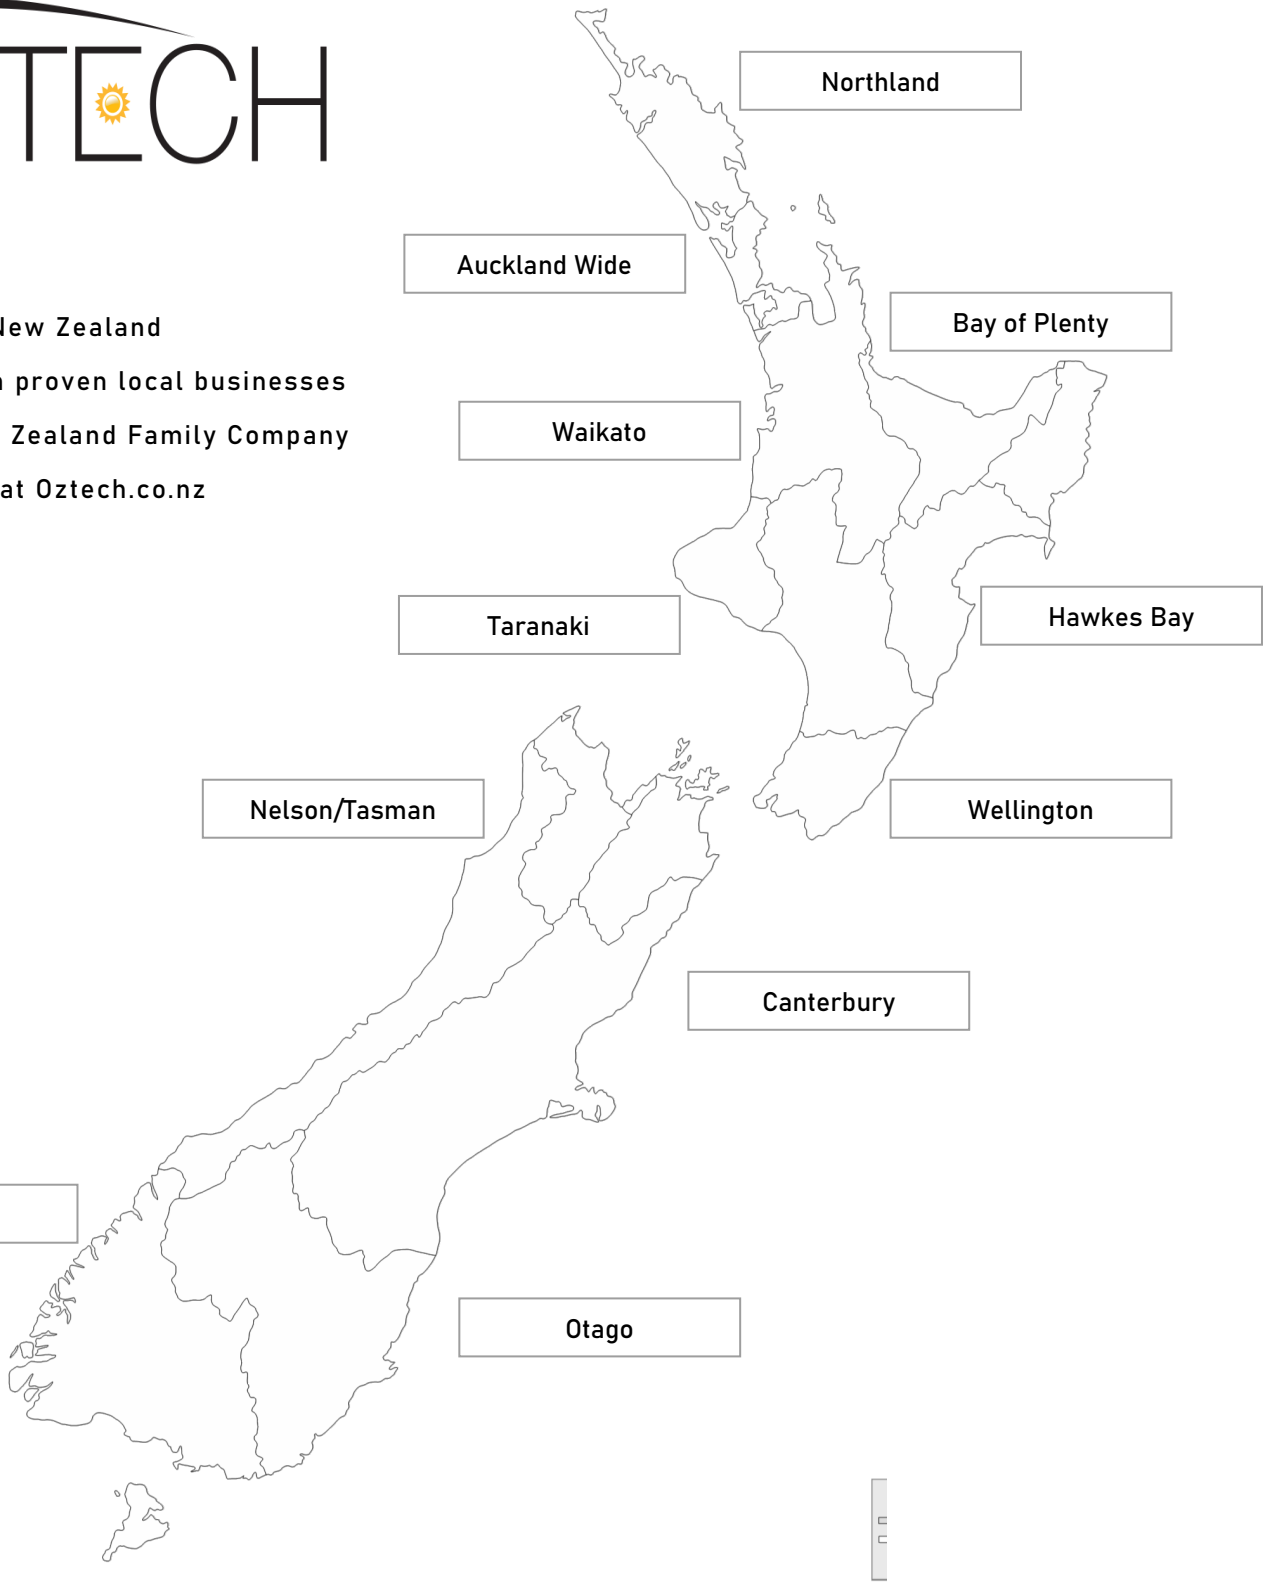 TECH
New Zealand
proven local businesses
Zealand Family Company
at Oztech.co.nz
Northland
Auckland Wide
Bay of Plenty
Waikato
Taranaki
Hawkes Bay
Nelson/Tasman
Wellington
Canterbury
Otago